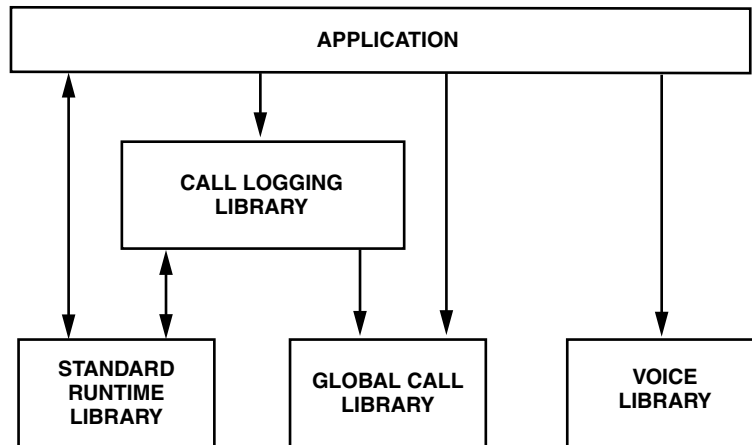 APPLICATION
CALL LOGGING
LIBRARY
STANDARD
RUNTIME
LIBRARY
GLOBAL CALL
LIBRARY
VOICE
LIBRARY